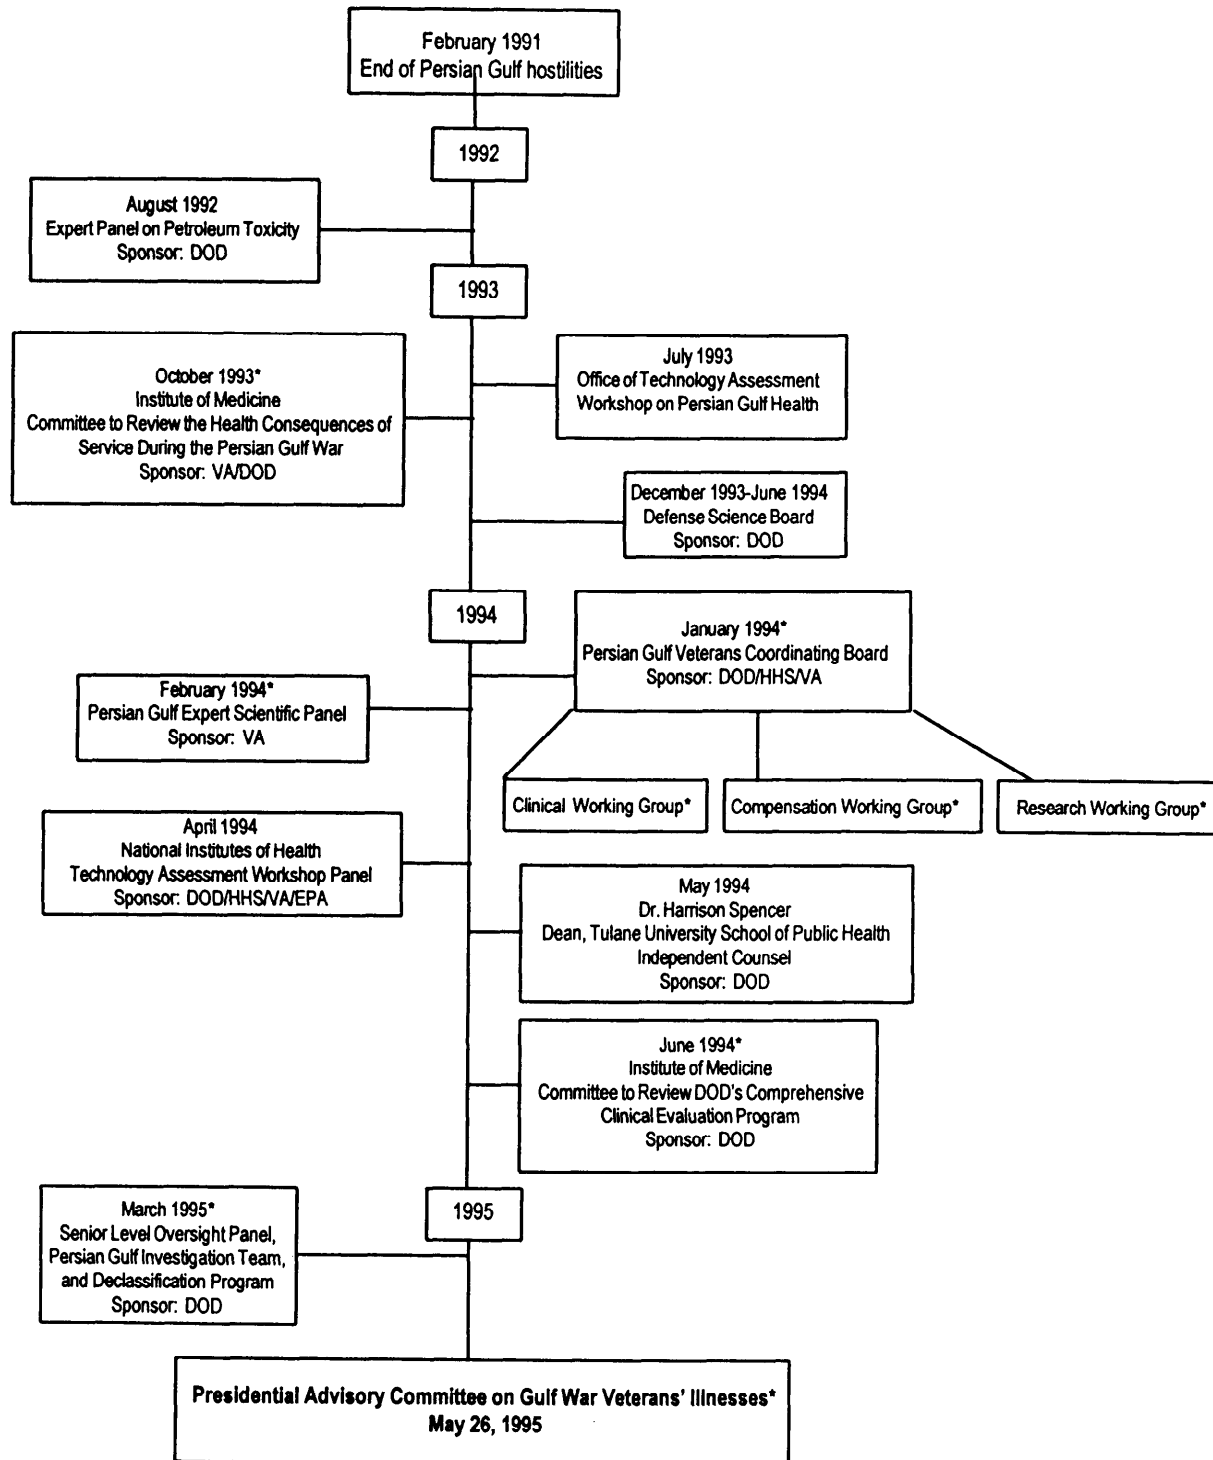 February 1991
End of Persian Gulf hostilities
1992
August 1992
Expert Panel on Petroleum Toxicity
Sponsor: DOD
1993
July 1993
Office of Technology Assessment
Workshop on Persian Gulf Health
October 1993*
Institute of Medicine
Committee to Review the Health Consequences of
Service During the Persian Gulf War
Sponsor: VA/DOD
December 1993-June 1994
Defense Science Board
Sponsor: DOD
1994
January 1994*
Persian Gulf Veterans Coordinating Board
Sponsor: DOD/HHS/VA
Clinical Working Group*
Compensation Working Group*
Research Working Group*
February 1994*
Persian Gulf Expert Scientific Panel
Sponsor: VA
April 1994
National Institutes of Health
Technology Assessment Workshop Panel
Sponsor: DOD/HHS/VA/EPA
May 1994
Dr. Harrison Spencer
Dean, Tulane University School of Public Health
Independent Counsel
Sponsor: DOD
June 1994*
Institute of Medicine
Committee to Review DOD's Comprehensive
Clinical Evaluation Program
Sponsor: DOD
1995
March 1995*
Senior Level Oversight Panel,
Persian Gulf Investigation Team,
and Declassification Program
Sponsor: DOD
Presidential Advisory Committee on Gulf War Veterans' Illnesses*
May 26, 1995